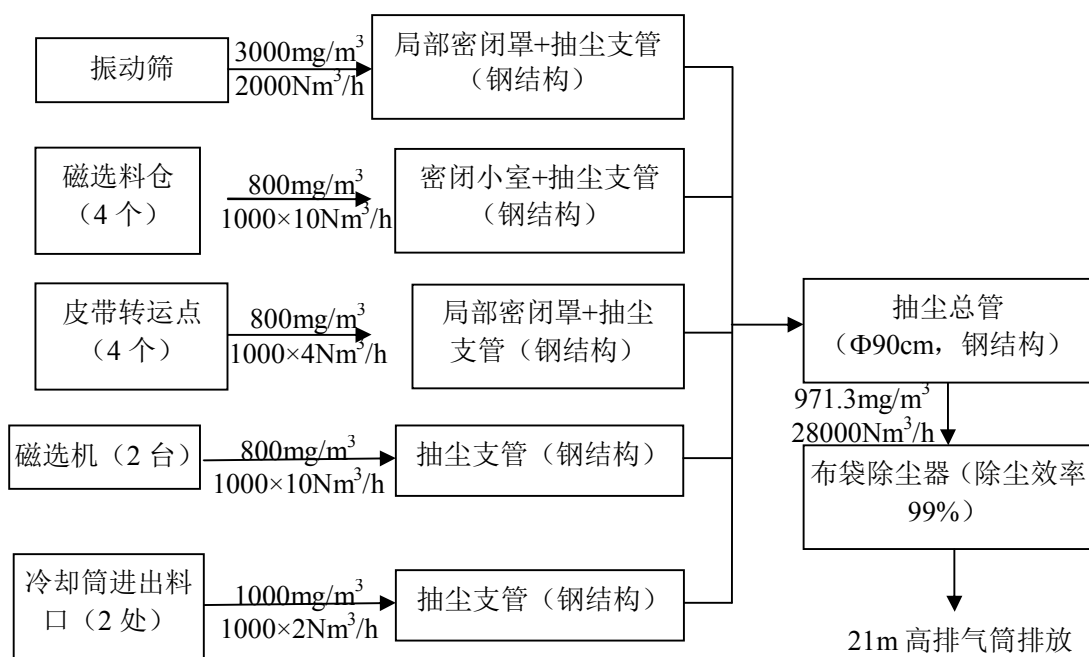 振动筛
3000mg/m³
2000Nm³/h
局部密闭罩+抽尘支管
（钢结构）
磁选料仓
（4 个）
800mg/m³
1000×10Nm³/h
密闭小室+抽尘支管
（钢结构）
皮带转运点
（4 个）
800mg/m³
1000×4Nm³/h
局部密闭罩+抽尘
支管（钢结构）
抽尘总管
（Φ90cm，钢结构）
971.3mg/m³
28000Nm³/h
磁选机（2 台）
800mg/m³
1000×10Nm³/h
抽尘支管（钢结构）
布袋除尘器（除尘效率
99%）
冷却筒进出料
口（2 处）
1000mg/m³
1000×2Nm³/h
抽尘支管（钢结构）
21m 高排气筒排放